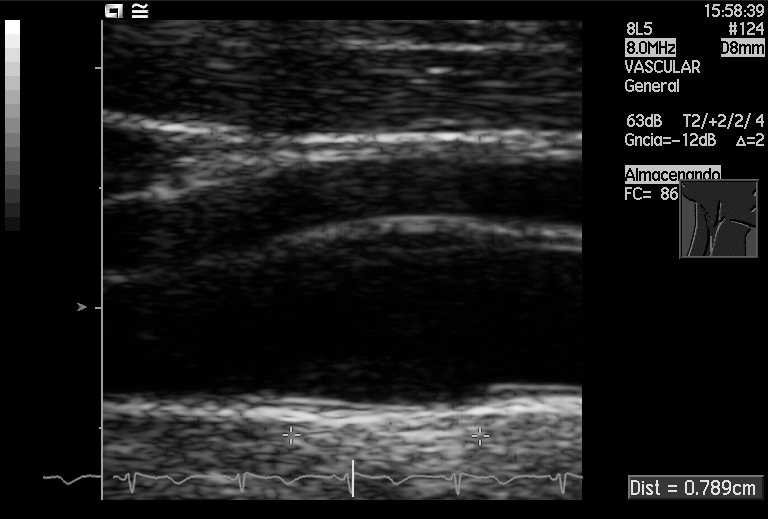 15:58:39
8L5 #124
8.0MHz 08mm
VASCULAR
General
63dB T2/+2/2/ 4
Gncia=-12dB Δ=2
Almacenando
FC= 86
Dist = 0.789cm